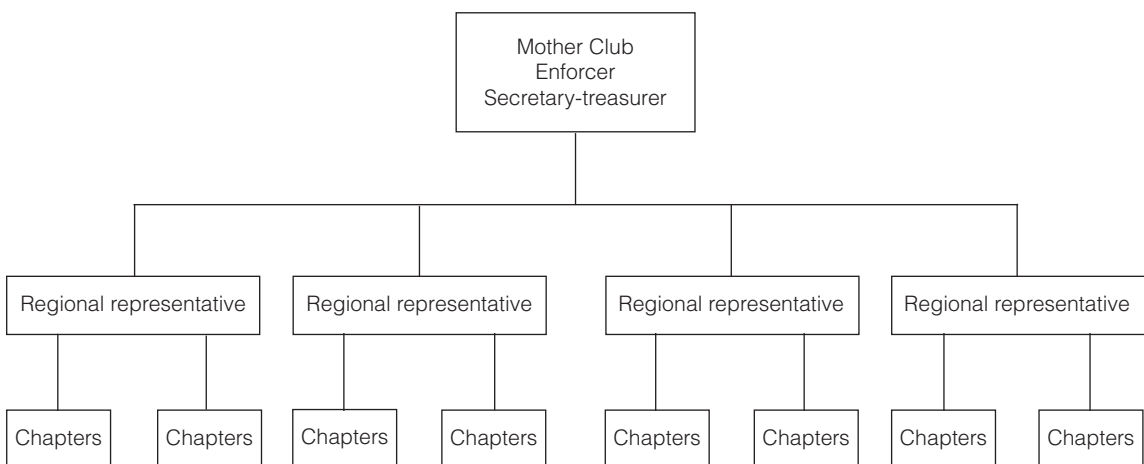 Mother Club
Enforcer
Secretary-treasurer
Regional representative
Regional representative
Regional representative
Regional representative
Chapters
Chapters
Chapters
Chapters
Chapters
Chapters
Chapters
Chapters